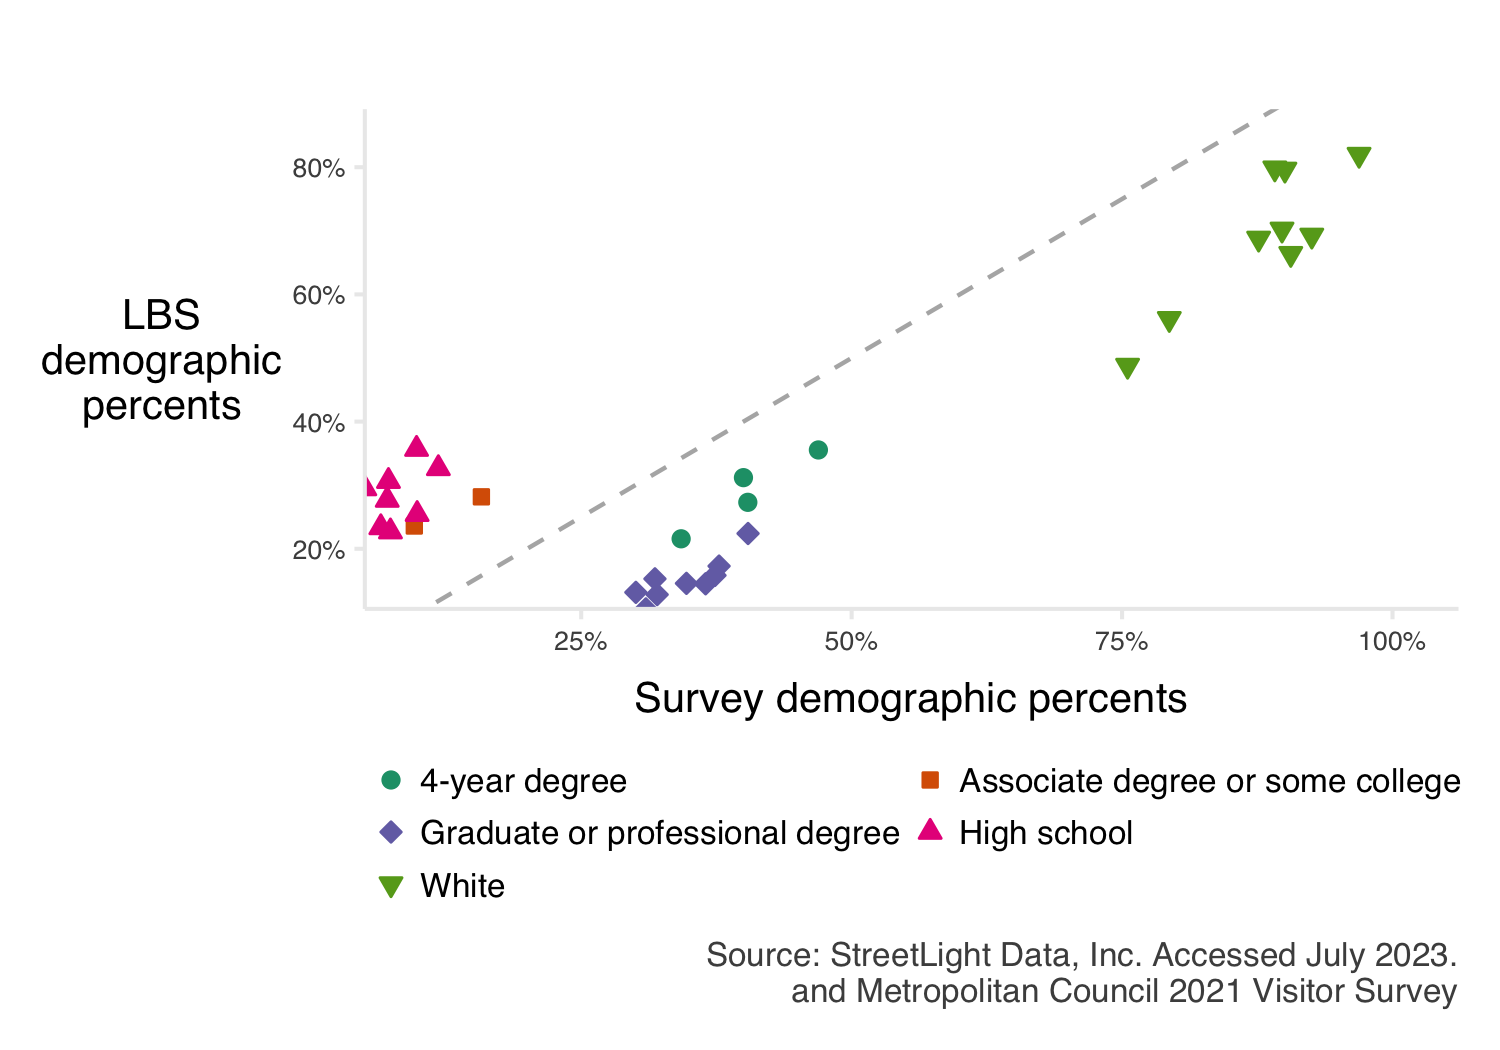 80%
60%
40%
20%
LBS
demographic
percents
25% 50% 75% 100%
Survey demographic percents
4-year degree
Associate degree or some college
Graduate or professional degree
High school
White
Source: StreetLight Data, Inc. Accessed July 2023.
and Metropolitan Council 2021 Visitor Survey